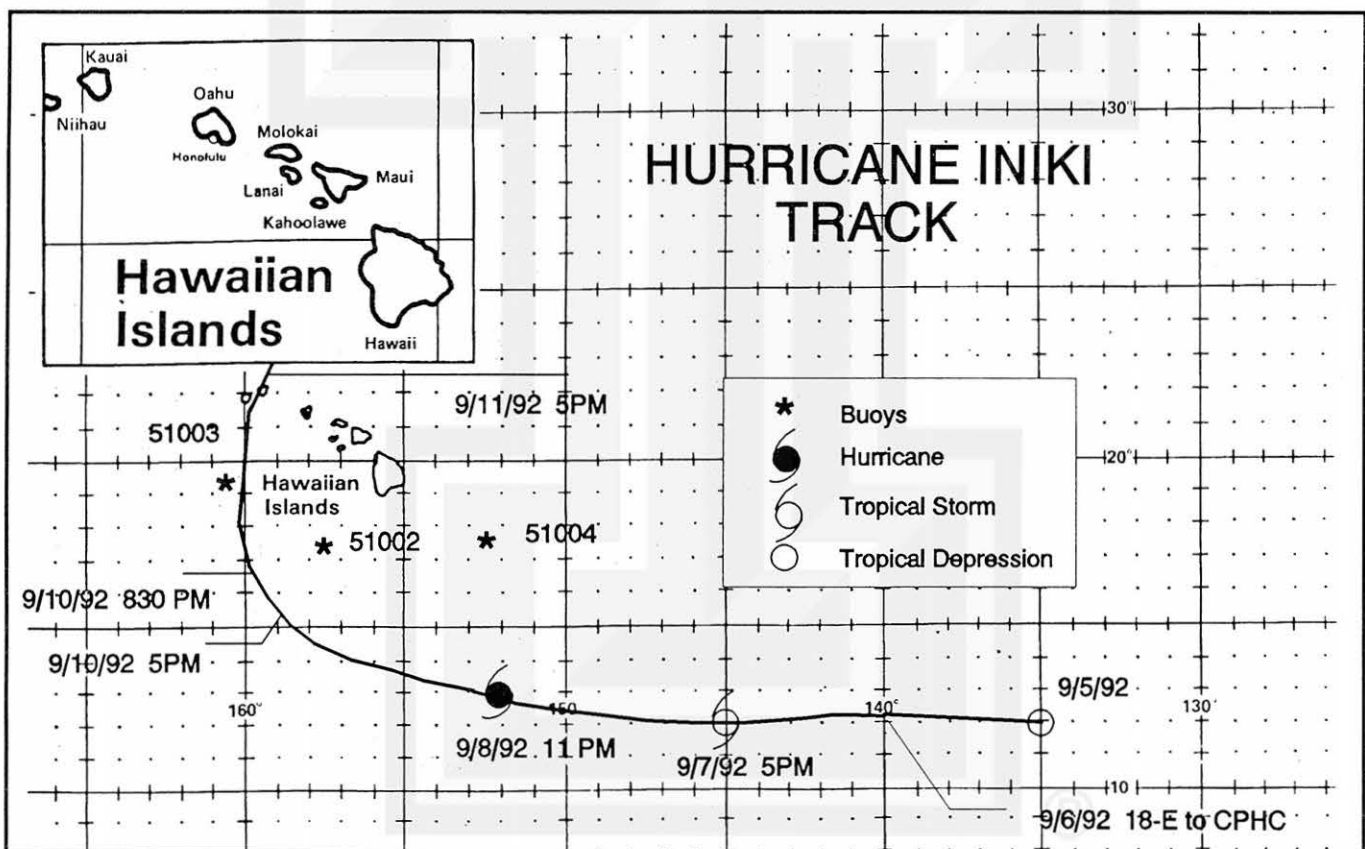 Kauai
Oahu
Niihau
Honolulu
Molokai
Lanai
Maui
Kahoolawe
Hawaiian
Islands
Hawaii
HURRICANE INIKI
TRACK
30°
Buoys
Hurricane
Tropical Storm
Tropical Depression
20°
9/11/92 5PM
51003
Hawaiian
Islands
51002
51004
9/10/92 830 PM
9/10/92 5PM
160°
150
140°
130°
9/5/92
9/8/92 . 11 PM
9/7/92 5PM
10
9/6/92 18-E to CPHC